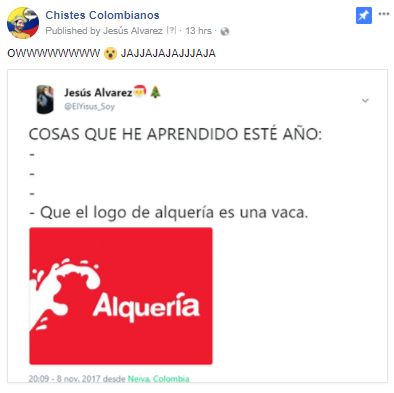 Chistes Colombianos
Published by Jesús Alvarez [?] · 13 hrs ·
OWWWWWWWW 😮 JAJJAJAJAJJJAJA
Jesús Alvarez🎅🎄
@ElYisus_Soy
COSAS QUE HE APRENDIDO ESTÉ AÑO:
-
-
-
- Que el logo de alquería es una vaca.
Alquería
20:09 - 8 nov. 2017 desde Neiva, Colombia